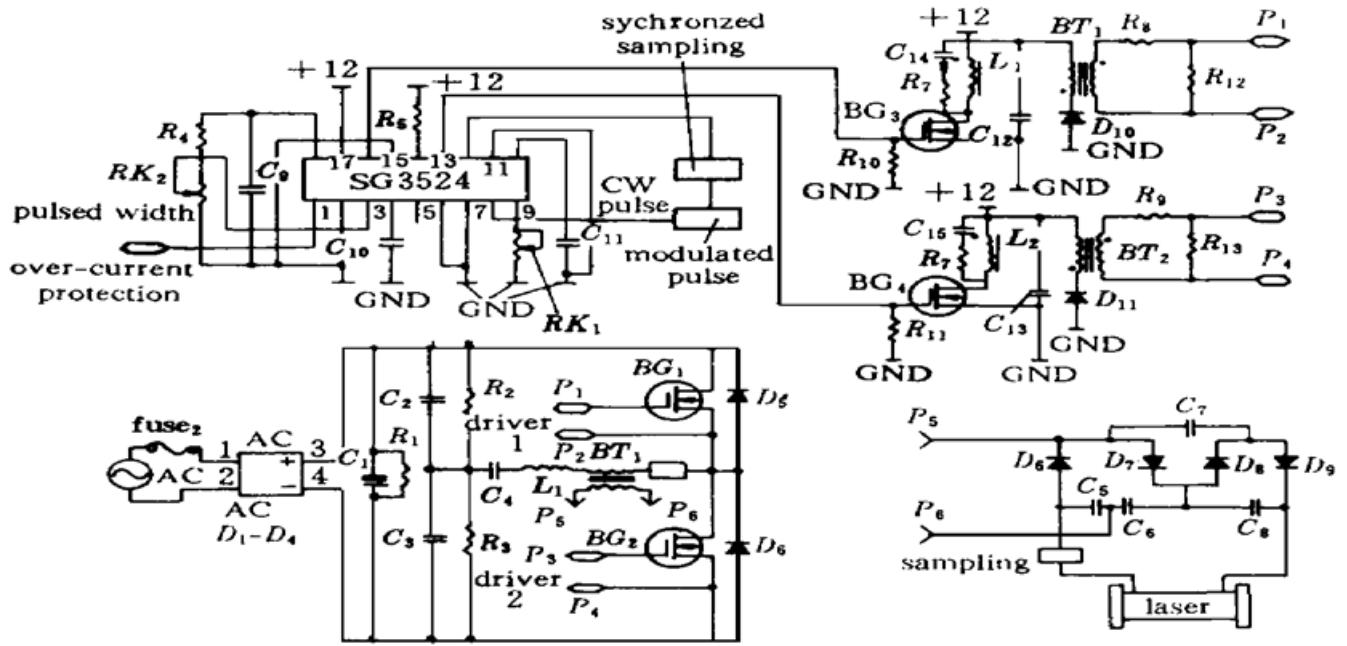 sychronzed
sampling
+12
+12
R₄
RK₂
pulsed width
C₉
R₅
17 15 13 11
SG3524
1 3 5 7 9
C₁₀
over-current
protection
GND
GND
RK₁
C₁₁
CW
pulse
modulated
pulse
+12
C₁₄
R₇
L₁
BG₃
C₁₂
R₁₀
GND
GND
BT₁
D₁₀
GND
R₈
R₁₂
P₁
P₂
+12
C₁₅
R₇
L₂
BG₄
C₁₃
R₁₁
GND
GND
BT₂
D₁₁
GND
R₉
R₁₃
P₃
P₄
fuse₂
AC
1 AC 3
2 4
+
−
AC
D₁-D₄
C₁
R₁
C₂
C₃
R₂
R₃
C₄
L₁
P₁
driver
1
P₂
BT₁
P₅
P₆
BG₁
BG₂
P₃
driver
2
P₄
D₅
D₆
P₅
P₆
C₇
D₆
D₇
D₈
D₉
C₅
C₆
C₈
sampling
laser